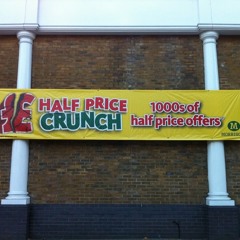 HALF PRICE
CRUNCH
1000s of
half price offers
M